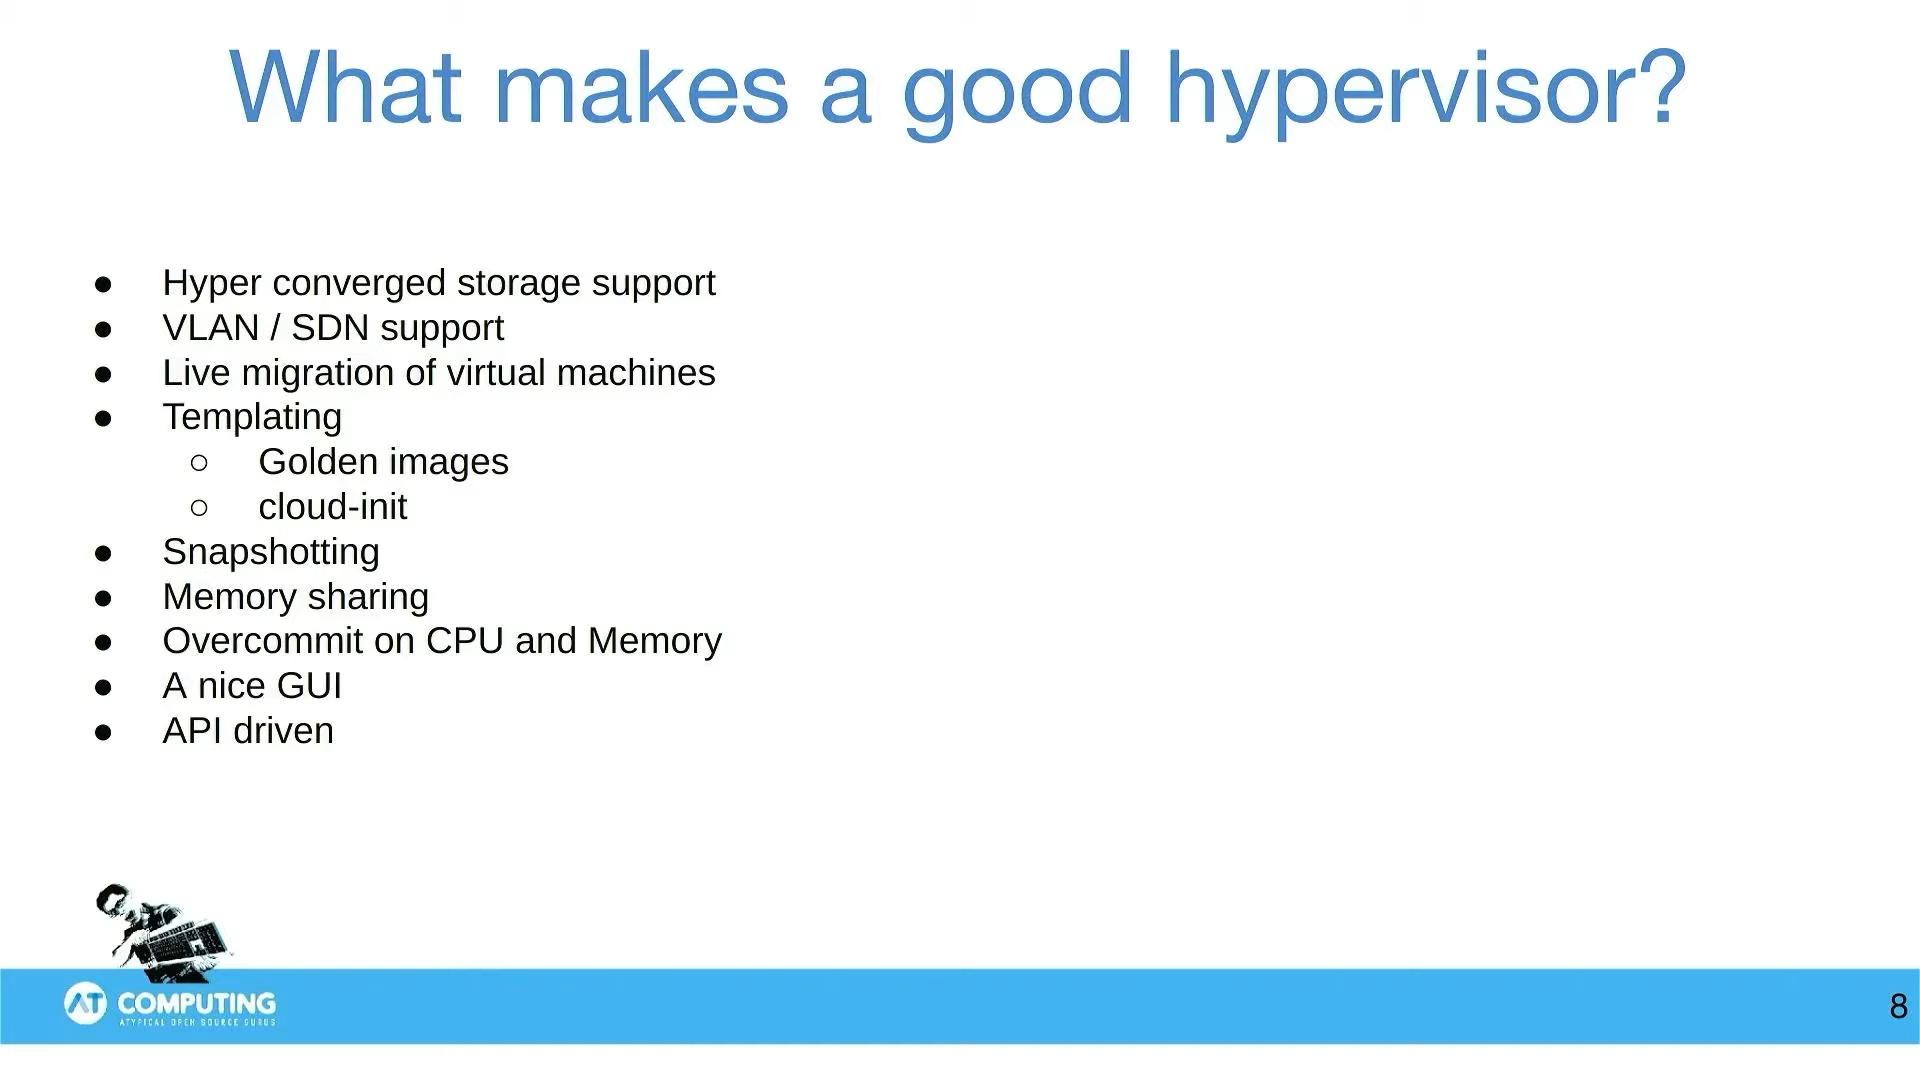 What makes a good hypervisor?
● Hyper converged storage support
● VLAN / SDN support
● Live migration of virtual machines
● Templating
○ Golden images
○ cloud-init
● Snapshotting
● Memory sharing
● Overcommit on CPU and Memory
● A nice GUI
● API driven
AT COMPUTING
ATYPICAL OPEN SOURCE GURUS
8